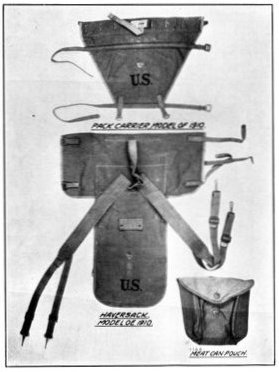 U.S.
PACK CARRIER MODEL OF 1910
U.S.
HAVERSACK
MODEL OF 1910.
MEAT CAN POUCH.